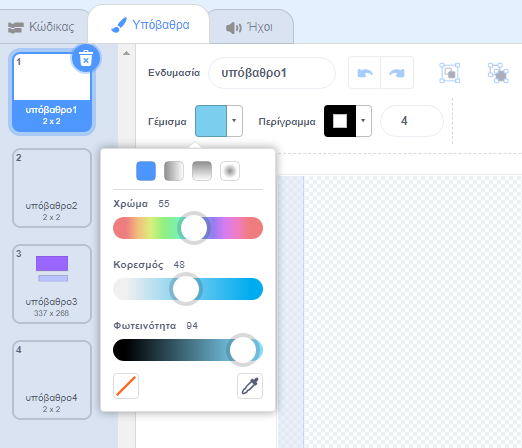 Κώδικας
Υπόβαθρα
Ήχοι
1
υπόβαθρο1
2 x 2
2
υπόβαθρο2
2 x 2
3
υπόβαθρο3
337 x 268
4
υπόβαθρο4
2 x 2
Ενδυμασία
υπόβαθρο1
Γέμισμα
Περίγραμμα
4
Χρώμα 55
Κορεσμός 48
Φωτεινότητα 94